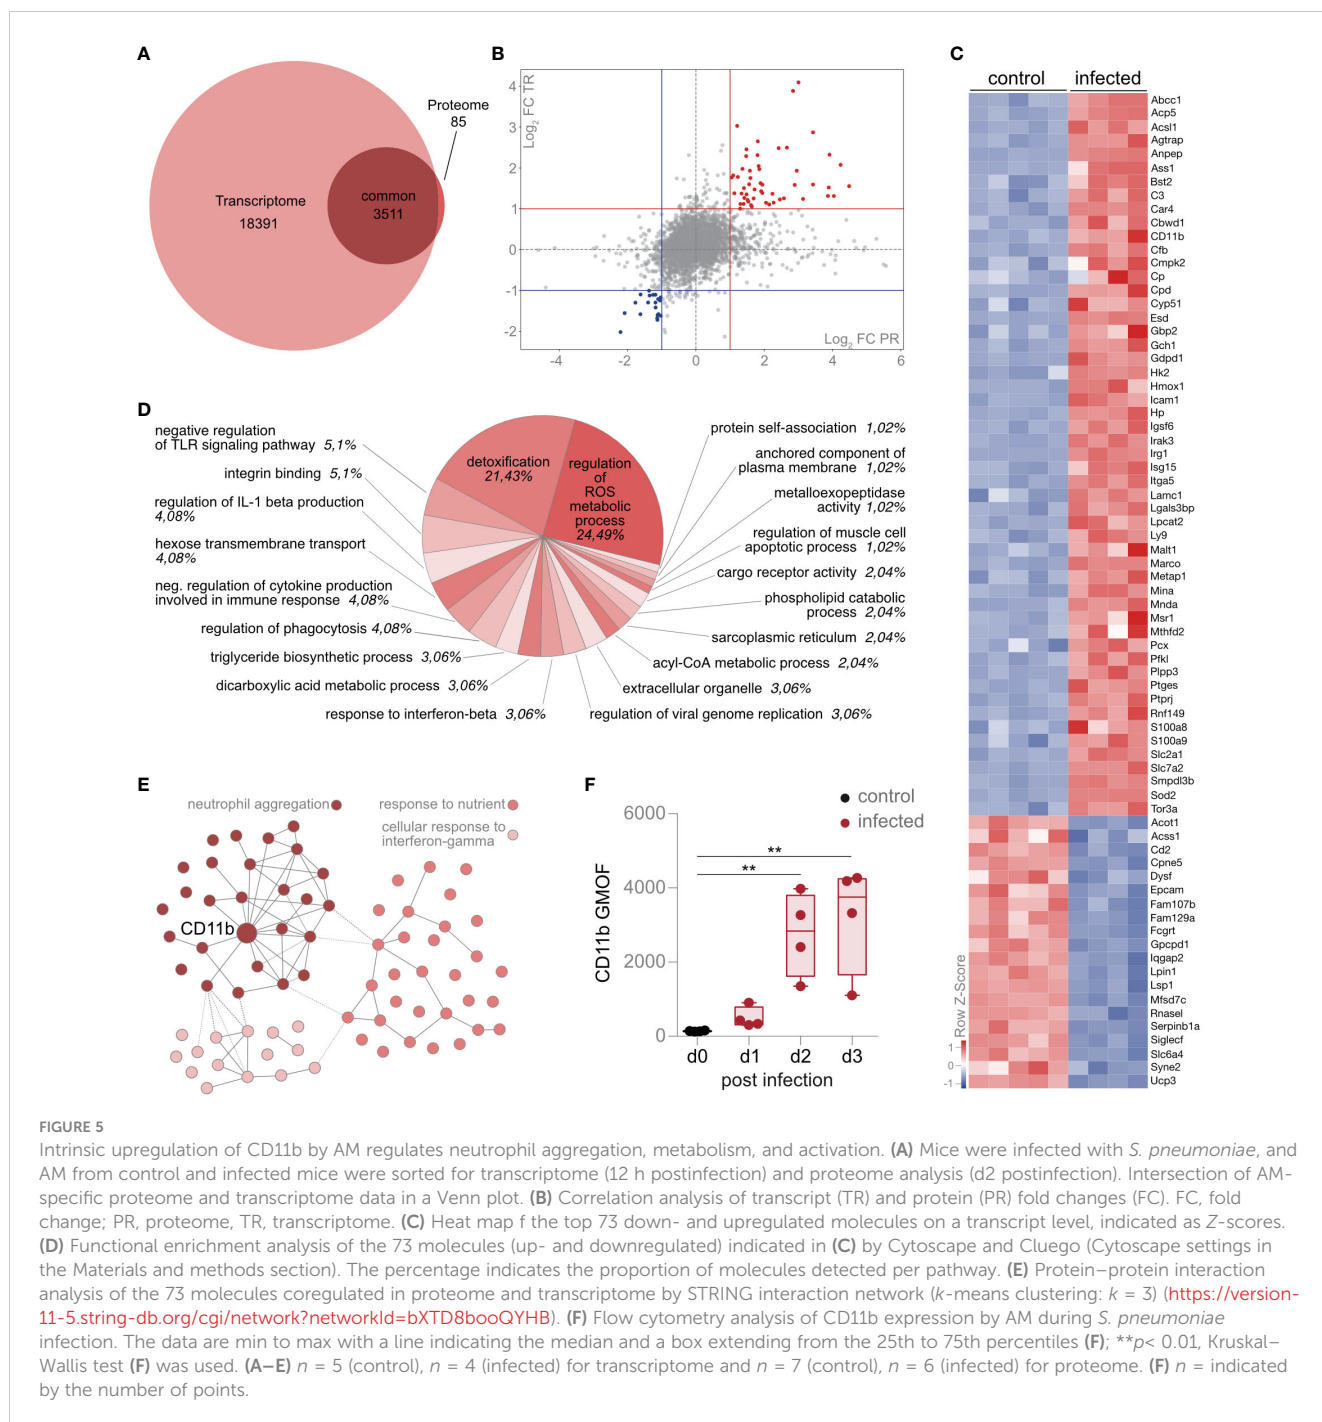 A
Proteome
85
Transcriptome
18391
common
3511
B
Log2 FC TR
4
3
2
1
0
-1
-2
Log2 FC PR
-4
-2
0
2
4
6
C
control
infected
Abcc1
Acp5
Acsl1
Agtrap
Anpep
Ass1
Bst2
C3
Car4
Cbwd1
CD11b
Cfb
Cmpk2
Cp
Cpd
Cyp51
Esd
Gbp2
Gch1
Gdpd1
Hk2
Hmox1
Icam1
Hp
Igsf6
Irak3
Irg1
Isg15
Itga5
Lamc1
Lgals3bp
Lpcat2
Ly9
Malt1
Marco
Metap1
Mina
Mnda
Msr1
Mthfd2
Pcx
Pfkl
Plpp3
Ptges
Ptprj
Rnf149
S100a8
S100a9
Slc2a1
Slc7a2
Smpdl3b
Sod2
Tor3a
Acot1
Acss1
Cd2
Cpne5
Dysf
Epcam
Fam107b
Fam129a
Fcgrt
Gpcpd1
Iqgap2
Lpin1
Lsp1
Mfsd7c
Rnasel
Serpinb1a
Siglecf
Slc6a4
Syne2
Ucp3
Row Z-Score
1
0
-1
D
negative regulation
of TLR signaling pathway 5,1%
integrin binding 5,1%
regulation of IL-1 beta production
4,08%
hexose transmembrane transport
4,08%
neg. regulation of cytokine production
involved in immune response 4,08%
regulation of phagocytosis 4,08%
triglyceride biosynthetic process 3,06%
dicarboxylic acid metabolic process 3,06%
response to interferon-beta 3,06%
detoxification
21,43%
regulation
of
ROS
metabolic
process
24,49%
protein self-association 1,02%
anchored component of
plasma membrane 1,02%
metalloexopeptidase
activity 1,02%
regulation of muscle cell
apoptotic process 1,02%
cargo receptor activity 2,04%
phospholipid catabolic
process 2,04%
sarcoplasmic reticulum 2,04%
acyl-CoA metabolic process 2,04%
extracellular organelle 3,06%
regulation of viral genome replication 3,06%
E
neutrophil aggregation
response to nutrient
cellular response to
interferon-gamma
CD11b
F
control
infected
CD11b GMOF
6000
4000
2000
0
**
**
d0
d1
d2
d3
post infection
FIGURE 5
Intrinsic upregulation of CD11b by AM regulates neutrophil aggregation, metabolism, and activation. (A) Mice were infected with S. pneumoniae, and
AM from control and infected mice were sorted for transcriptome (12 h postinfection) and proteome analysis (d2 postinfection). Intersection of AM-
specific proteome and transcriptome data in a Venn plot. (B) Correlation analysis of transcript (TR) and protein (PR) fold changes (FC). FC, fold
change; PR, proteome, TR, transcriptome. (C) Heat map f the top 73 down- and upregulated molecules on a transcript level, indicated as Z-scores.
(D) Functional enrichment analysis of the 73 molecules (up- and downregulated) indicated in (C) by Cytoscape and Cluego (Cytoscape settings in
the Materials and methods section). The percentage indicates the proportion of molecules detected per pathway. (E) Protein–protein interaction
analysis of the 73 molecules coregulated in proteome and transcriptome by STRING interaction network (k-means clustering: k = 3) (https://version-
11-5.string-db.org/cgi/network?networkId=bXTD8booQYHB). (F) Flow cytometry analysis of CD11b expression by AM during S. pneumoniae
infection. The data are min to max with a line indicating the median and a box extending from the 25th to 75th percentiles (F); **p< 0.01, Kruskal–
Wallis test (F) was used. (A–E) n = 5 (control), n = 4 (infected) for transcriptome and n = 7 (control), n = 6 (infected) for proteome. (F) n = indicated
by the number of points.